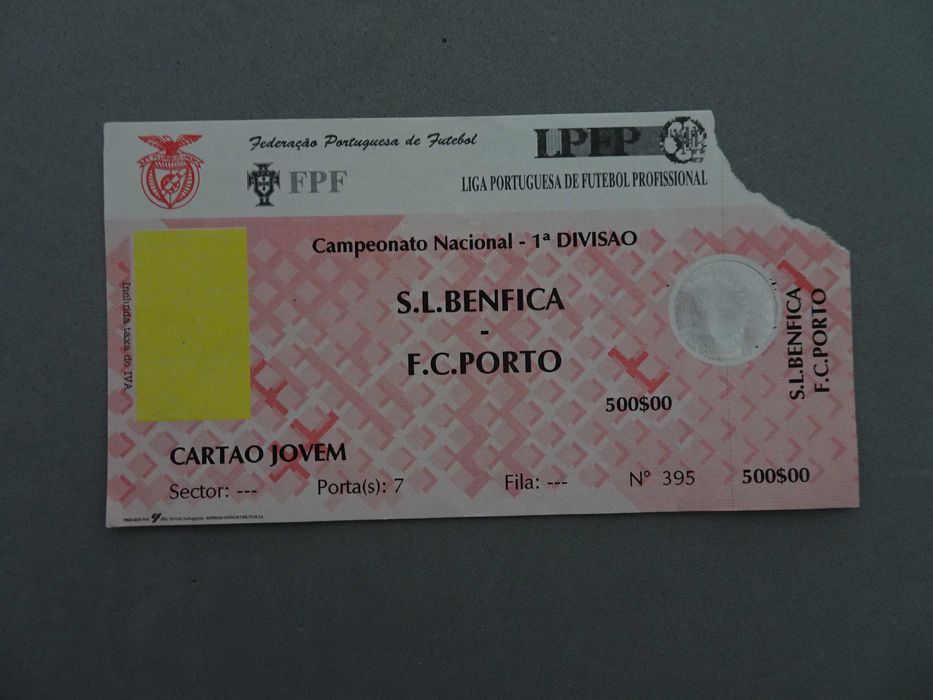 Federação Portuguesa de Futebol
FPF
LPFP
LIGA PORTUGUESA DE FUTEBOL PROFISSIONAL
Campeonato Nacional - 1ª DIVISAO
S.L.BENFICA
-
F.C.PORTO
500$00
Incluída taxa do IVA
CARTAO JOVEM
Sector: --- Porta(s): 7 Fila: --- Nº 395
S.L.BENFICA
F.C.PORTO
500$00